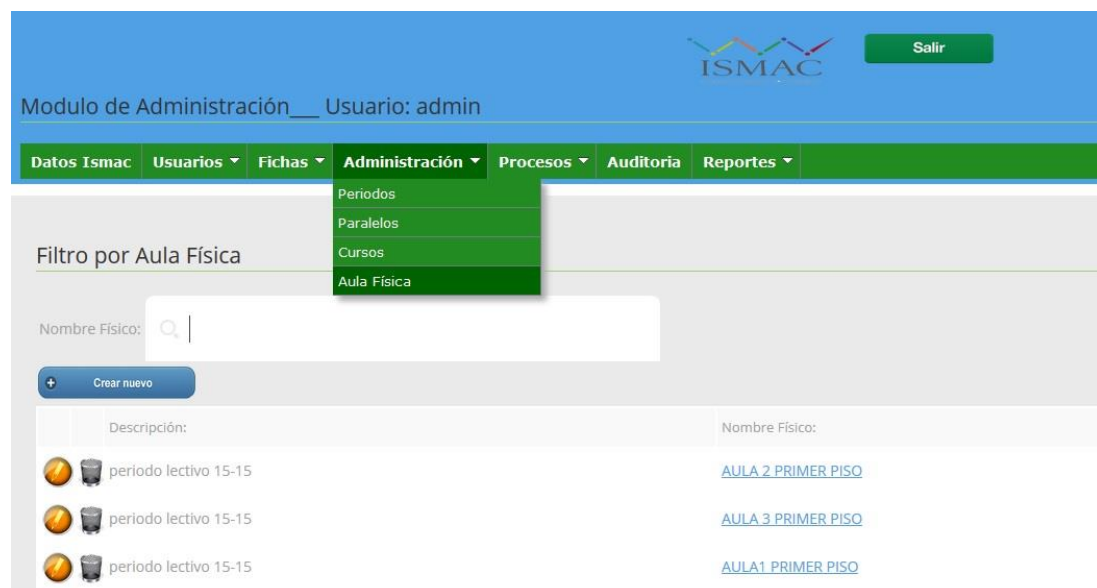 ISMAC
Salir
Modulo de Administración___ Usuario: admin
Datos Ismac Usuarios Fichas Administración Procesos Auditoria Reportes
Periodos
Paralelos
Cursos
Aula Física
Filtro por Aula Física
Nombre Físico:
Crear nuevo
Descripción: Nombre Físico:
periodo lectivo 15-15 AULA 2 PRIMER PISO
periodo lectivo 15-15 AULA 3 PRIMER PISO
periodo lectivo 15-15 AULA1 PRIMER PISO